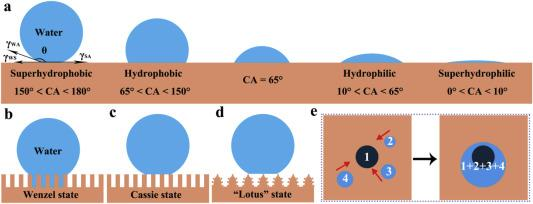 a
Water
θ
γWA
γWS
γSA
Superhydrophobic
150° < CA < 180°
Hydrophobic
65° < CA < 150°
CA = 65°
Hydrophilic
10° < CA < 65°
Superhydrophilic
0° < CA < 10°
b
Water
Wenzel state
c
Cassie state
d
“Lotus” state
e
1
2
3
4
1+2+3+4